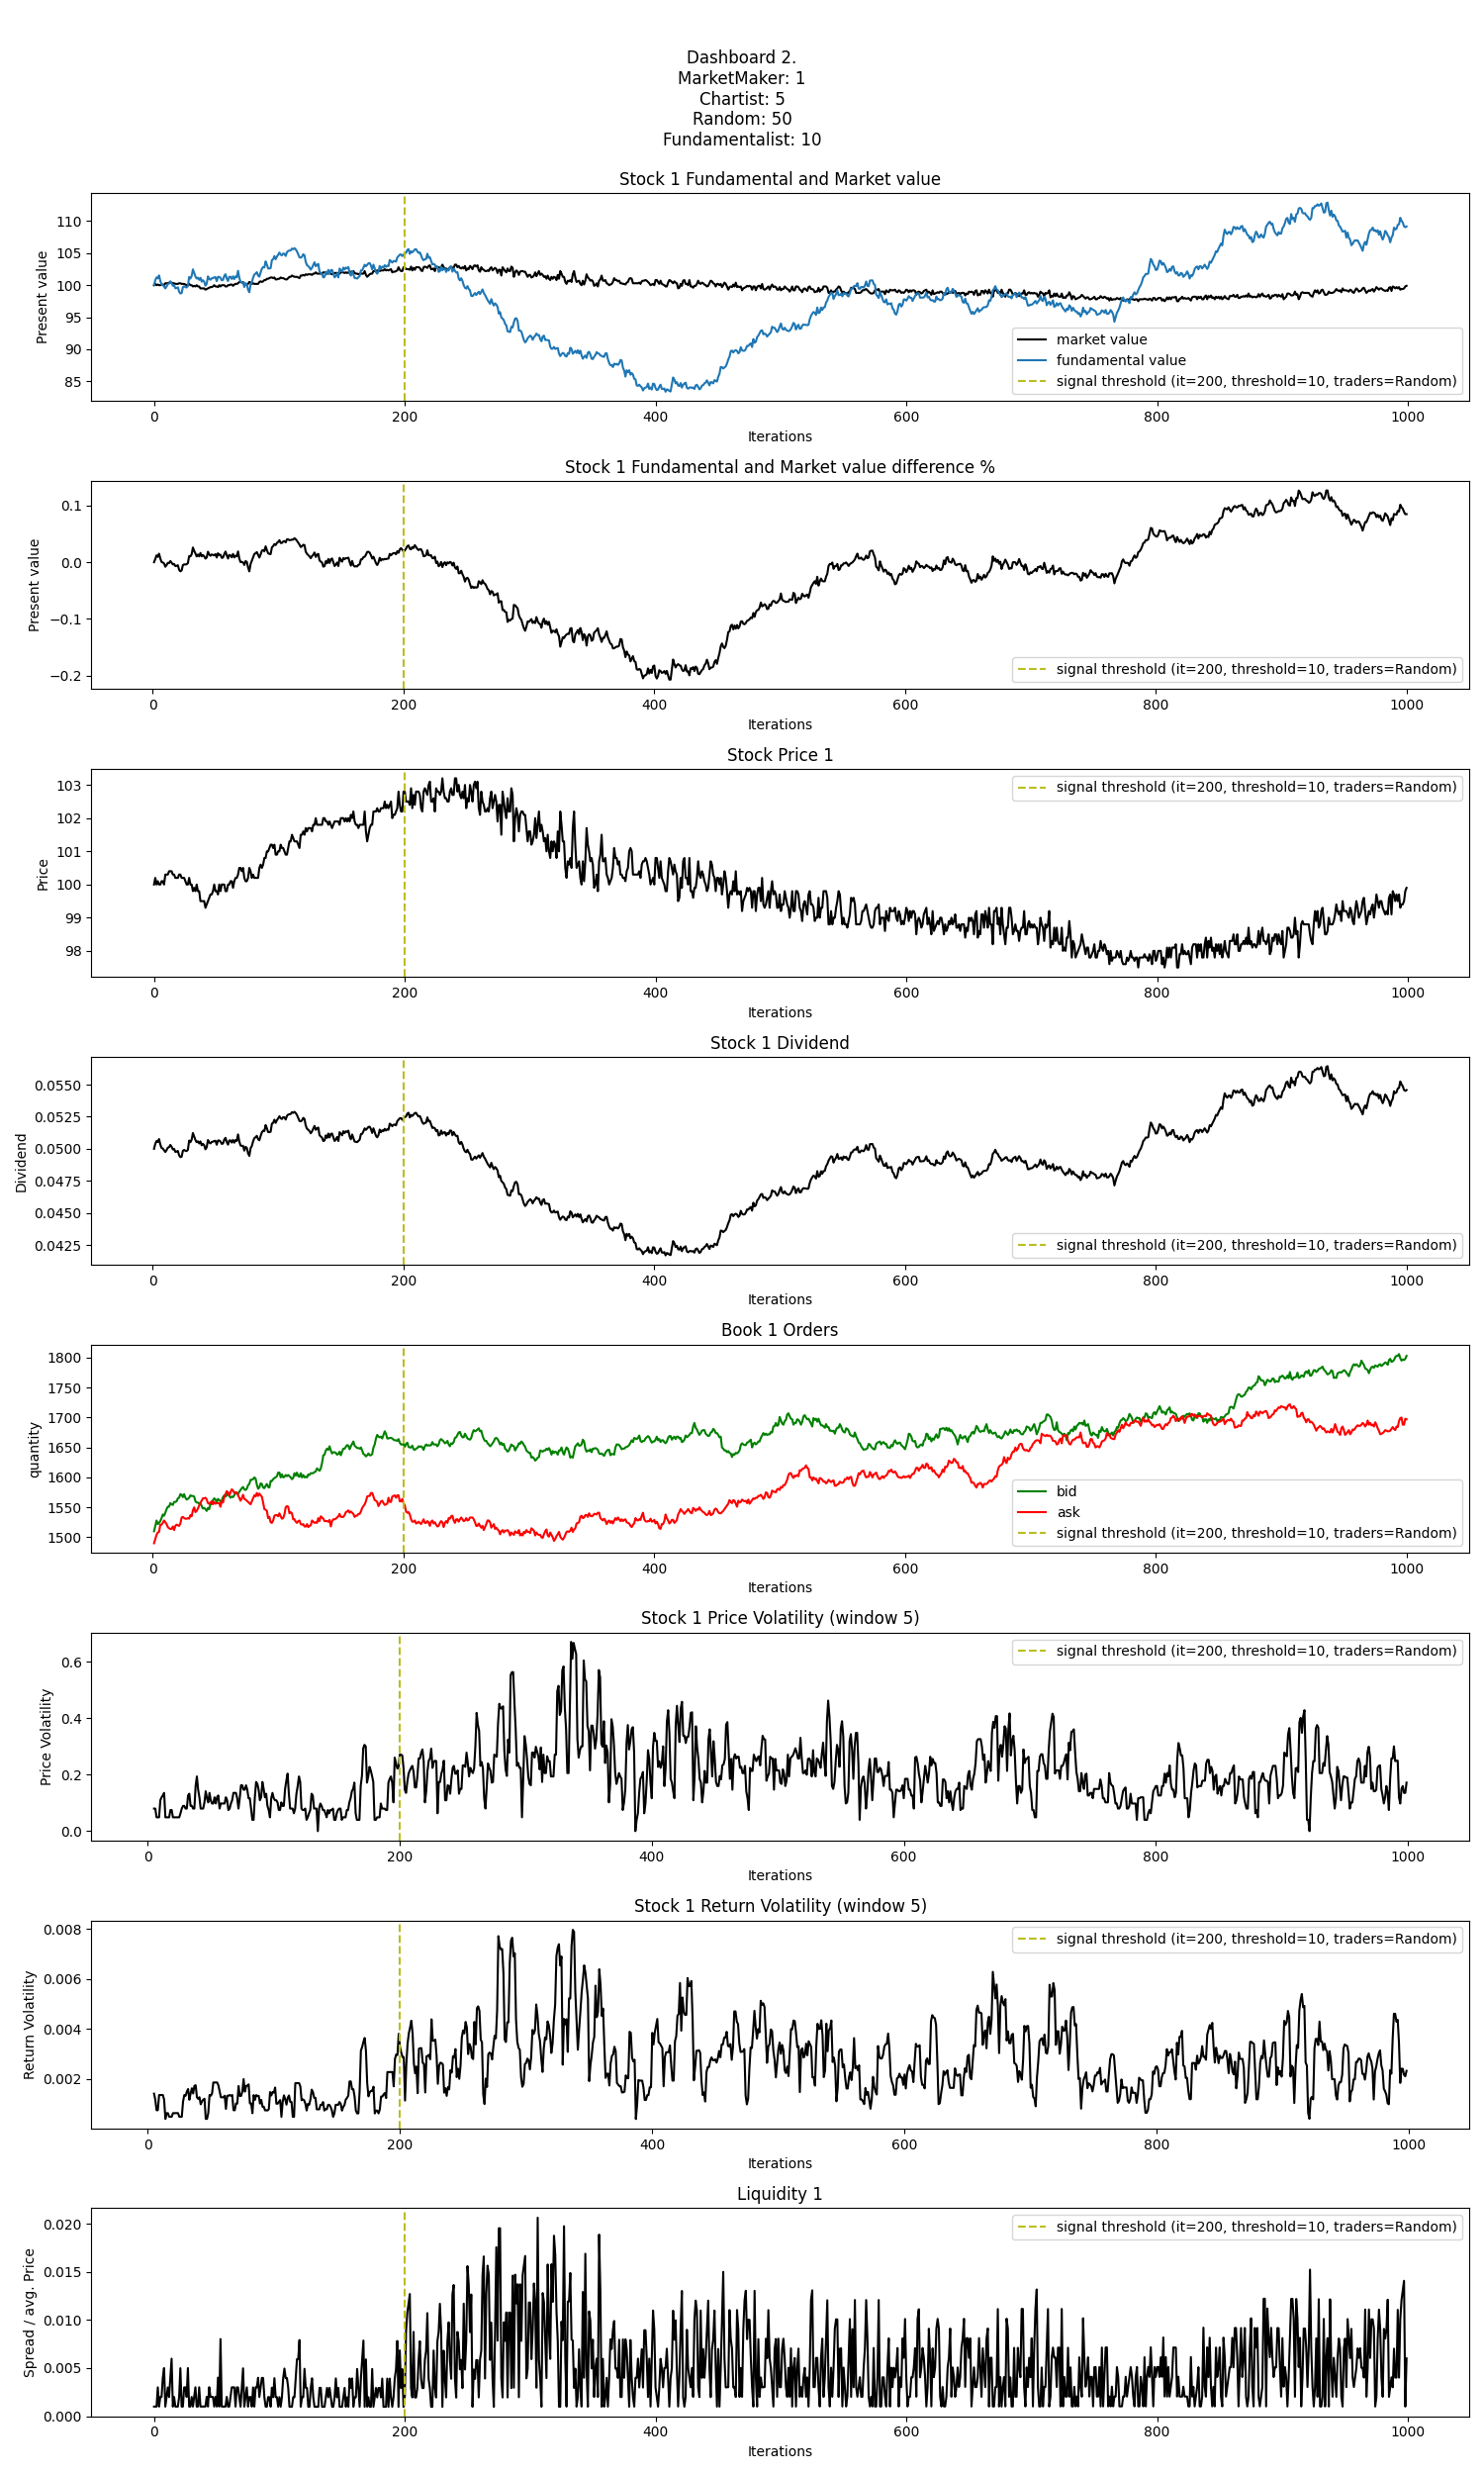 Dashboard 2.
MarketMaker: 1
Chartist: 5
Random: 50
Fundamentalist: 10
Stock 1 Fundamental and Market value
Present value
110
105
100
95
90
85
market value
fundamental value
signal threshold (it=200, threshold=10, traders=Random)
0 200 400 600 800 1000
Iterations
Stock 1 Fundamental and Market value difference %
Present value
0.1
0.0
−0.1
−0.2
signal threshold (it=200, threshold=10, traders=Random)
0 200 400 600 800 1000
Iterations
Stock Price 1
Price
103
102
101
100
99
98
signal threshold (it=200, threshold=10, traders=Random)
0 200 400 600 800 1000
Iterations
Stock 1 Dividend
Dividend
0.0550
0.0525
0.0500
0.0475
0.0450
0.0425
signal threshold (it=200, threshold=10, traders=Random)
0 200 400 600 800 1000
Iterations
Book 1 Orders
quantity
1800
1750
1700
1650
1600
1550
1500
bid
ask
signal threshold (it=200, threshold=10, traders=Random)
0 200 400 600 800 1000
Iterations
Stock 1 Price Volatility (window 5)
Price Volatility
0.6
0.4
0.2
0.0
signal threshold (it=200, threshold=10, traders=Random)
0 200 400 600 800 1000
Iterations
Stock 1 Return Volatility (window 5)
Return Volatility
0.008
0.006
0.004
0.002
signal threshold (it=200, threshold=10, traders=Random)
0 200 400 600 800 1000
Iterations
Liquidity 1
Spread / avg. Price
0.020
0.015
0.010
0.005
0.000
signal threshold (it=200, threshold=10, traders=Random)
0 200 400 600 800 1000
Iterations